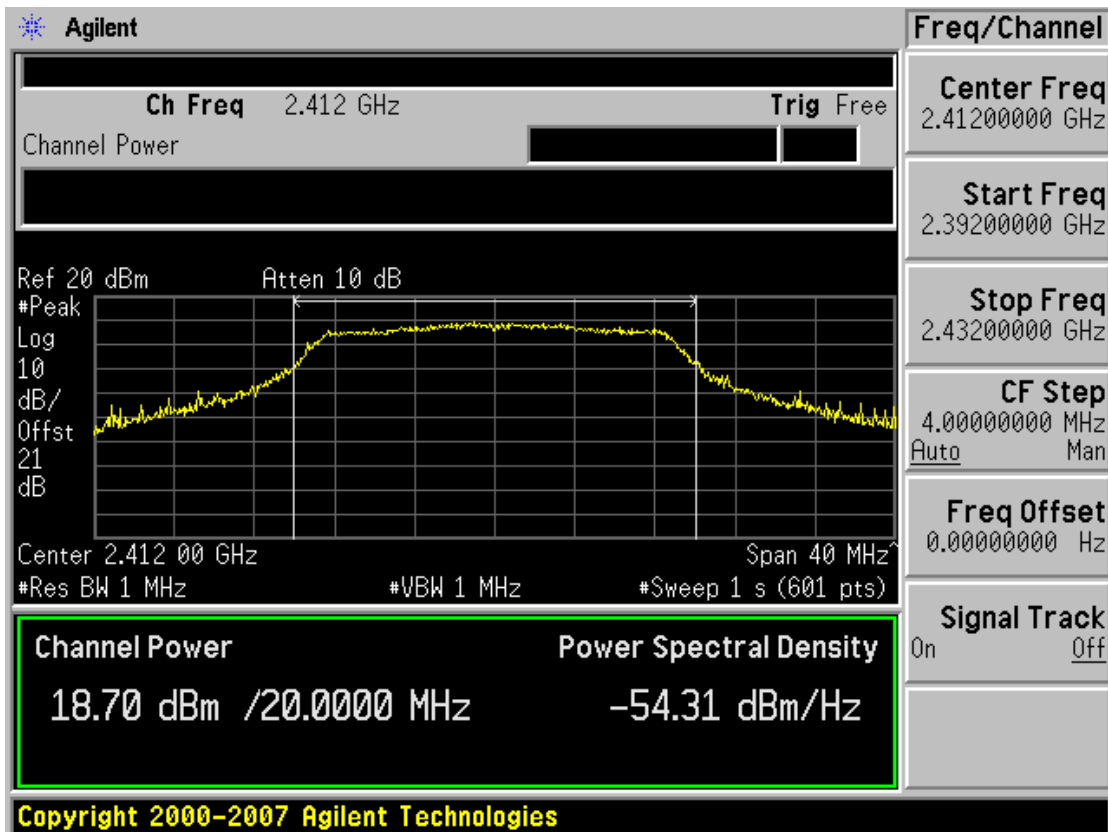 Agilent
Freq/Channel
Ch Freq 2.412 GHz Trig Free
Channel Power
Center Freq
2.41200000 GHz
Start Freq
2.39200000 GHz
Stop Freq
2.43200000 GHz
CF Step
4.00000000 MHz
Auto Man
Freq Offset
0.00000000 Hz
Signal Track
On Off
Ref 20 dBm Atten 10 dB
#Peak
Log
10
dB/
Offst
21
dB
Center 2.412 00 GHz Span 40 MHz^
#Res BW 1 MHz #VBW 1 MHz #Sweep 1 s (601 pts)
Channel Power Power Spectral Density
18.70 dBm /20.0000 MHz -54.31 dBm/Hz
Copyright 2000-2007 Agilent Technologies